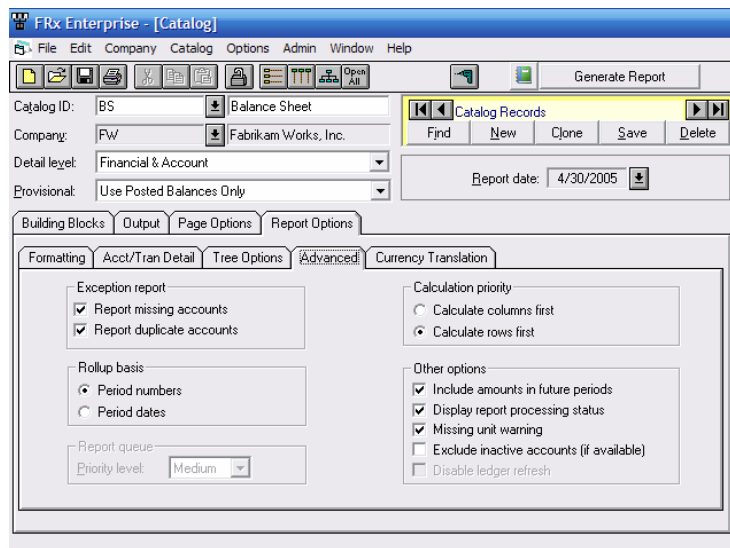 FRx Enterprise - [Catalog]
File Edit Company Catalog Options Admin Window Help
Open All Generate Report
Catalog ID: BS Balance Sheet
Catalog Records
Company: FW Fabrikam Works, Inc.
Find New Clone Save Delete
Detail level: Financial & Account
Report date: 4/30/2005
Provisional: Use Posted Balances Only
Building Blocks Output Page Options Report Options
Formatting Acct/Tran Detail Tree Options Advanced Currency Translation
Exception report
Report missing accounts
Report duplicate accounts
Rollup basis
Period numbers
Period dates
Report queue
Priority level: Medium
Calculation priority
Calculate columns first
Calculate rows first
Other options
Include amounts in future periods
Display report processing status
Missing unit warning
Exclude inactive accounts (if available)
Disable ledger refresh